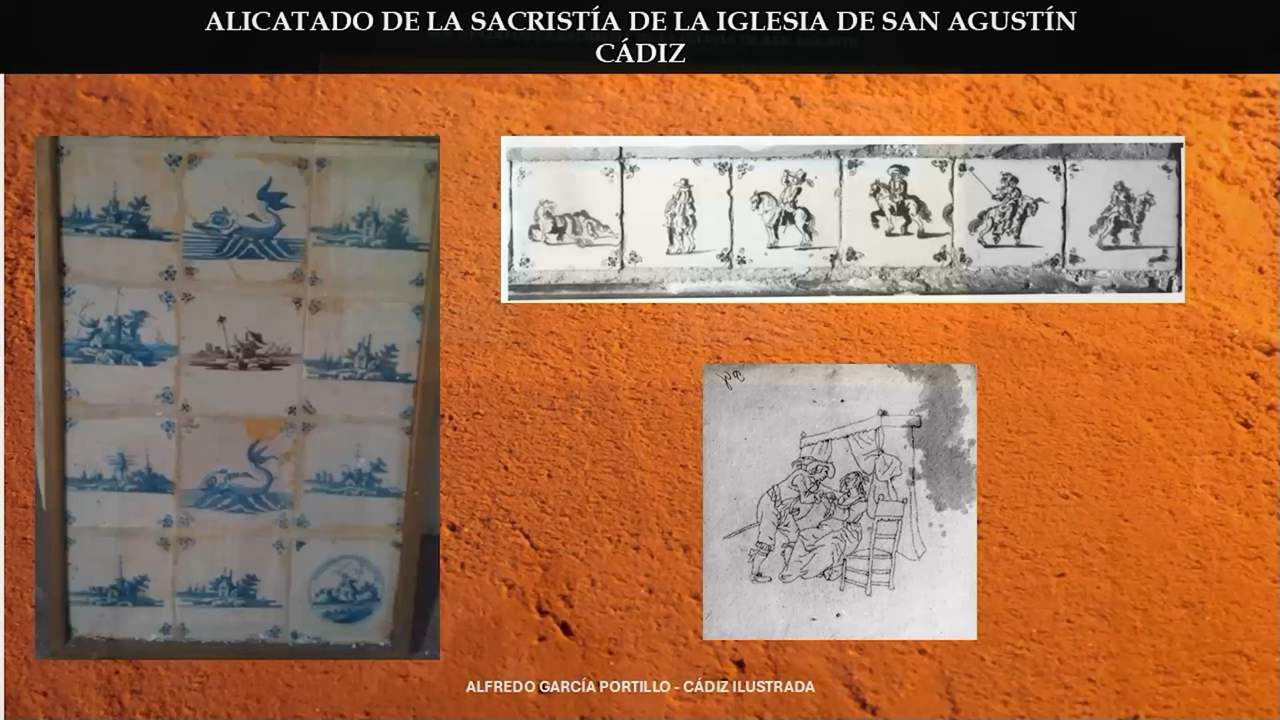 ALICATADO DE LA SACRISTÍA DE LA IGLESIA DE SAN AGUSTÍN
CÁDIZ
ALFREDO GARCÍA PORTILLO - CÁDIZ ILUSTRADA